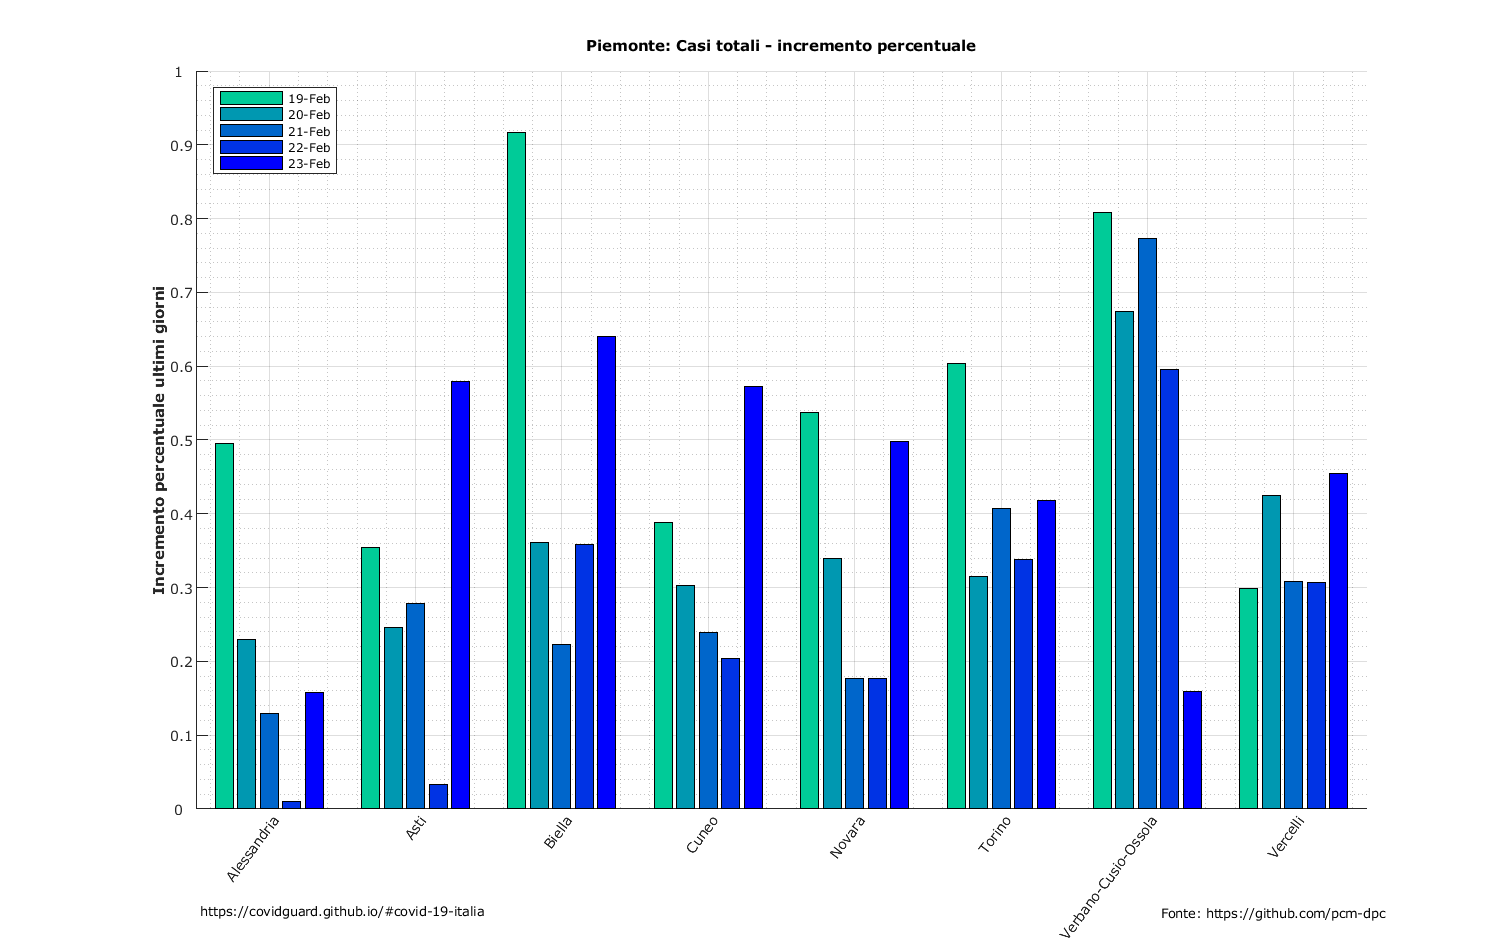 Piemonte: Casi totali - incremento percentuale
1
0.9
0.8
0.7
0.6
0.5
0.4
0.3
0.2
0.1
0
Incremento percentuale ultimi giorni
19-Feb
20-Feb
21-Feb
22-Feb
23-Feb
Alessandria
Asti
Biella
Cuneo
Novara
Torino
Verbano-Cusio-Ossola
Vercelli
https://covidguard.github.io/#covid-19-italia
Fonte: https://github.com/pcm-dpc